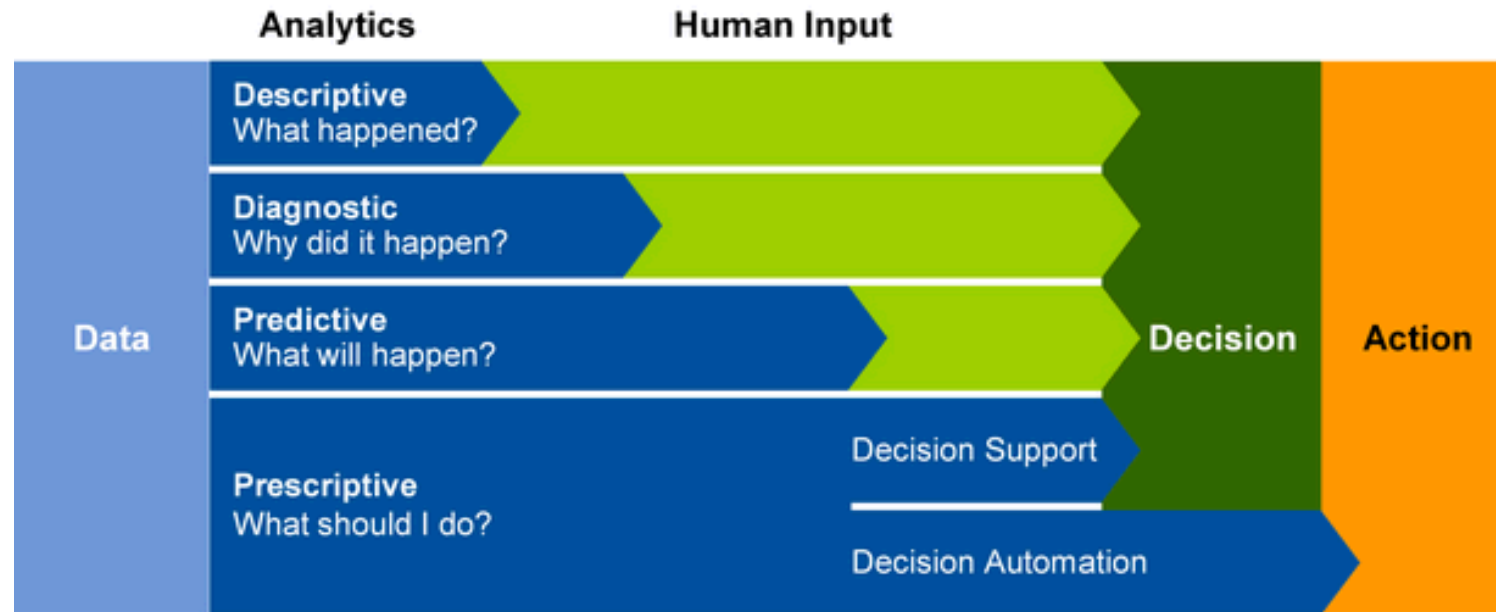 Analytics
Human Input
Descriptive
What happened?
Diagnostic
Why did it happen?
Predictive
What will happen?
Data
Decision
Action
Decision Support
Prescriptive
What should I do?
Decision Automation